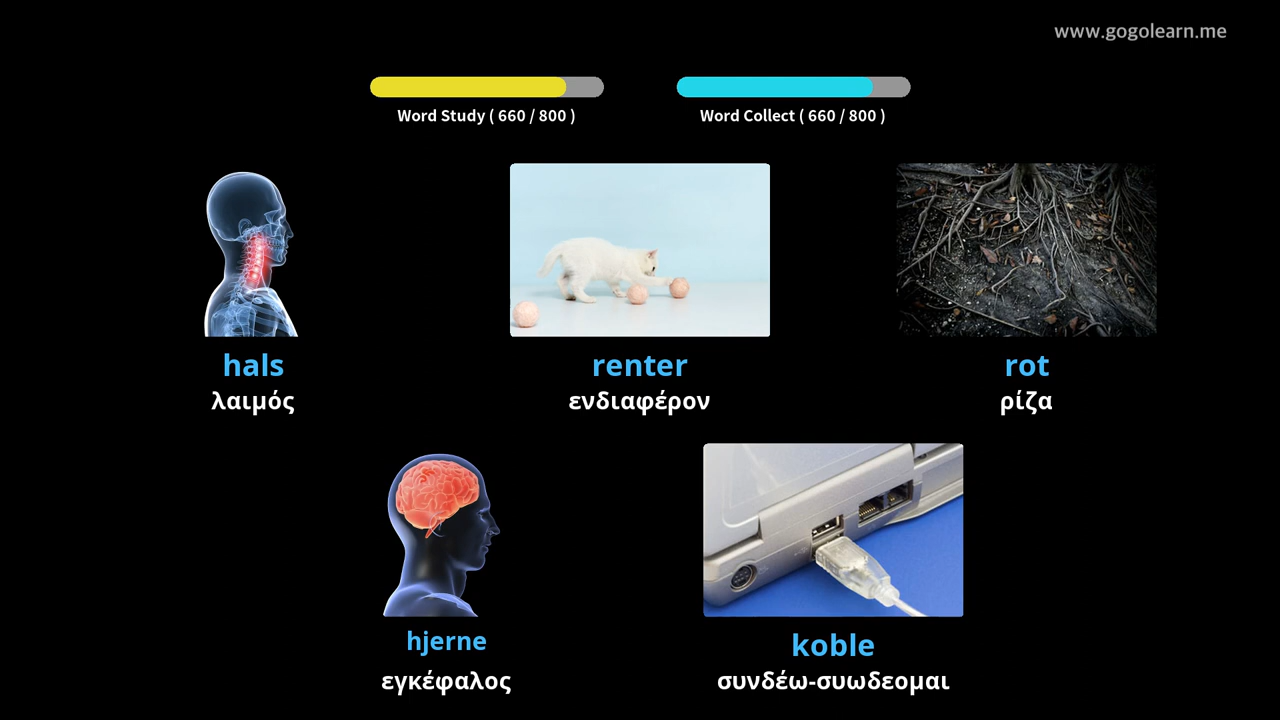 www.gogolearn.me
Word Study ( 660 / 800 )
Word Collect ( 660 / 800 )
hals
λαιμός
renter
ενδιαφέρον
rot
ρίζα
hjerne
εγκέφαλος
koble
συνδέω-συωδεομαι